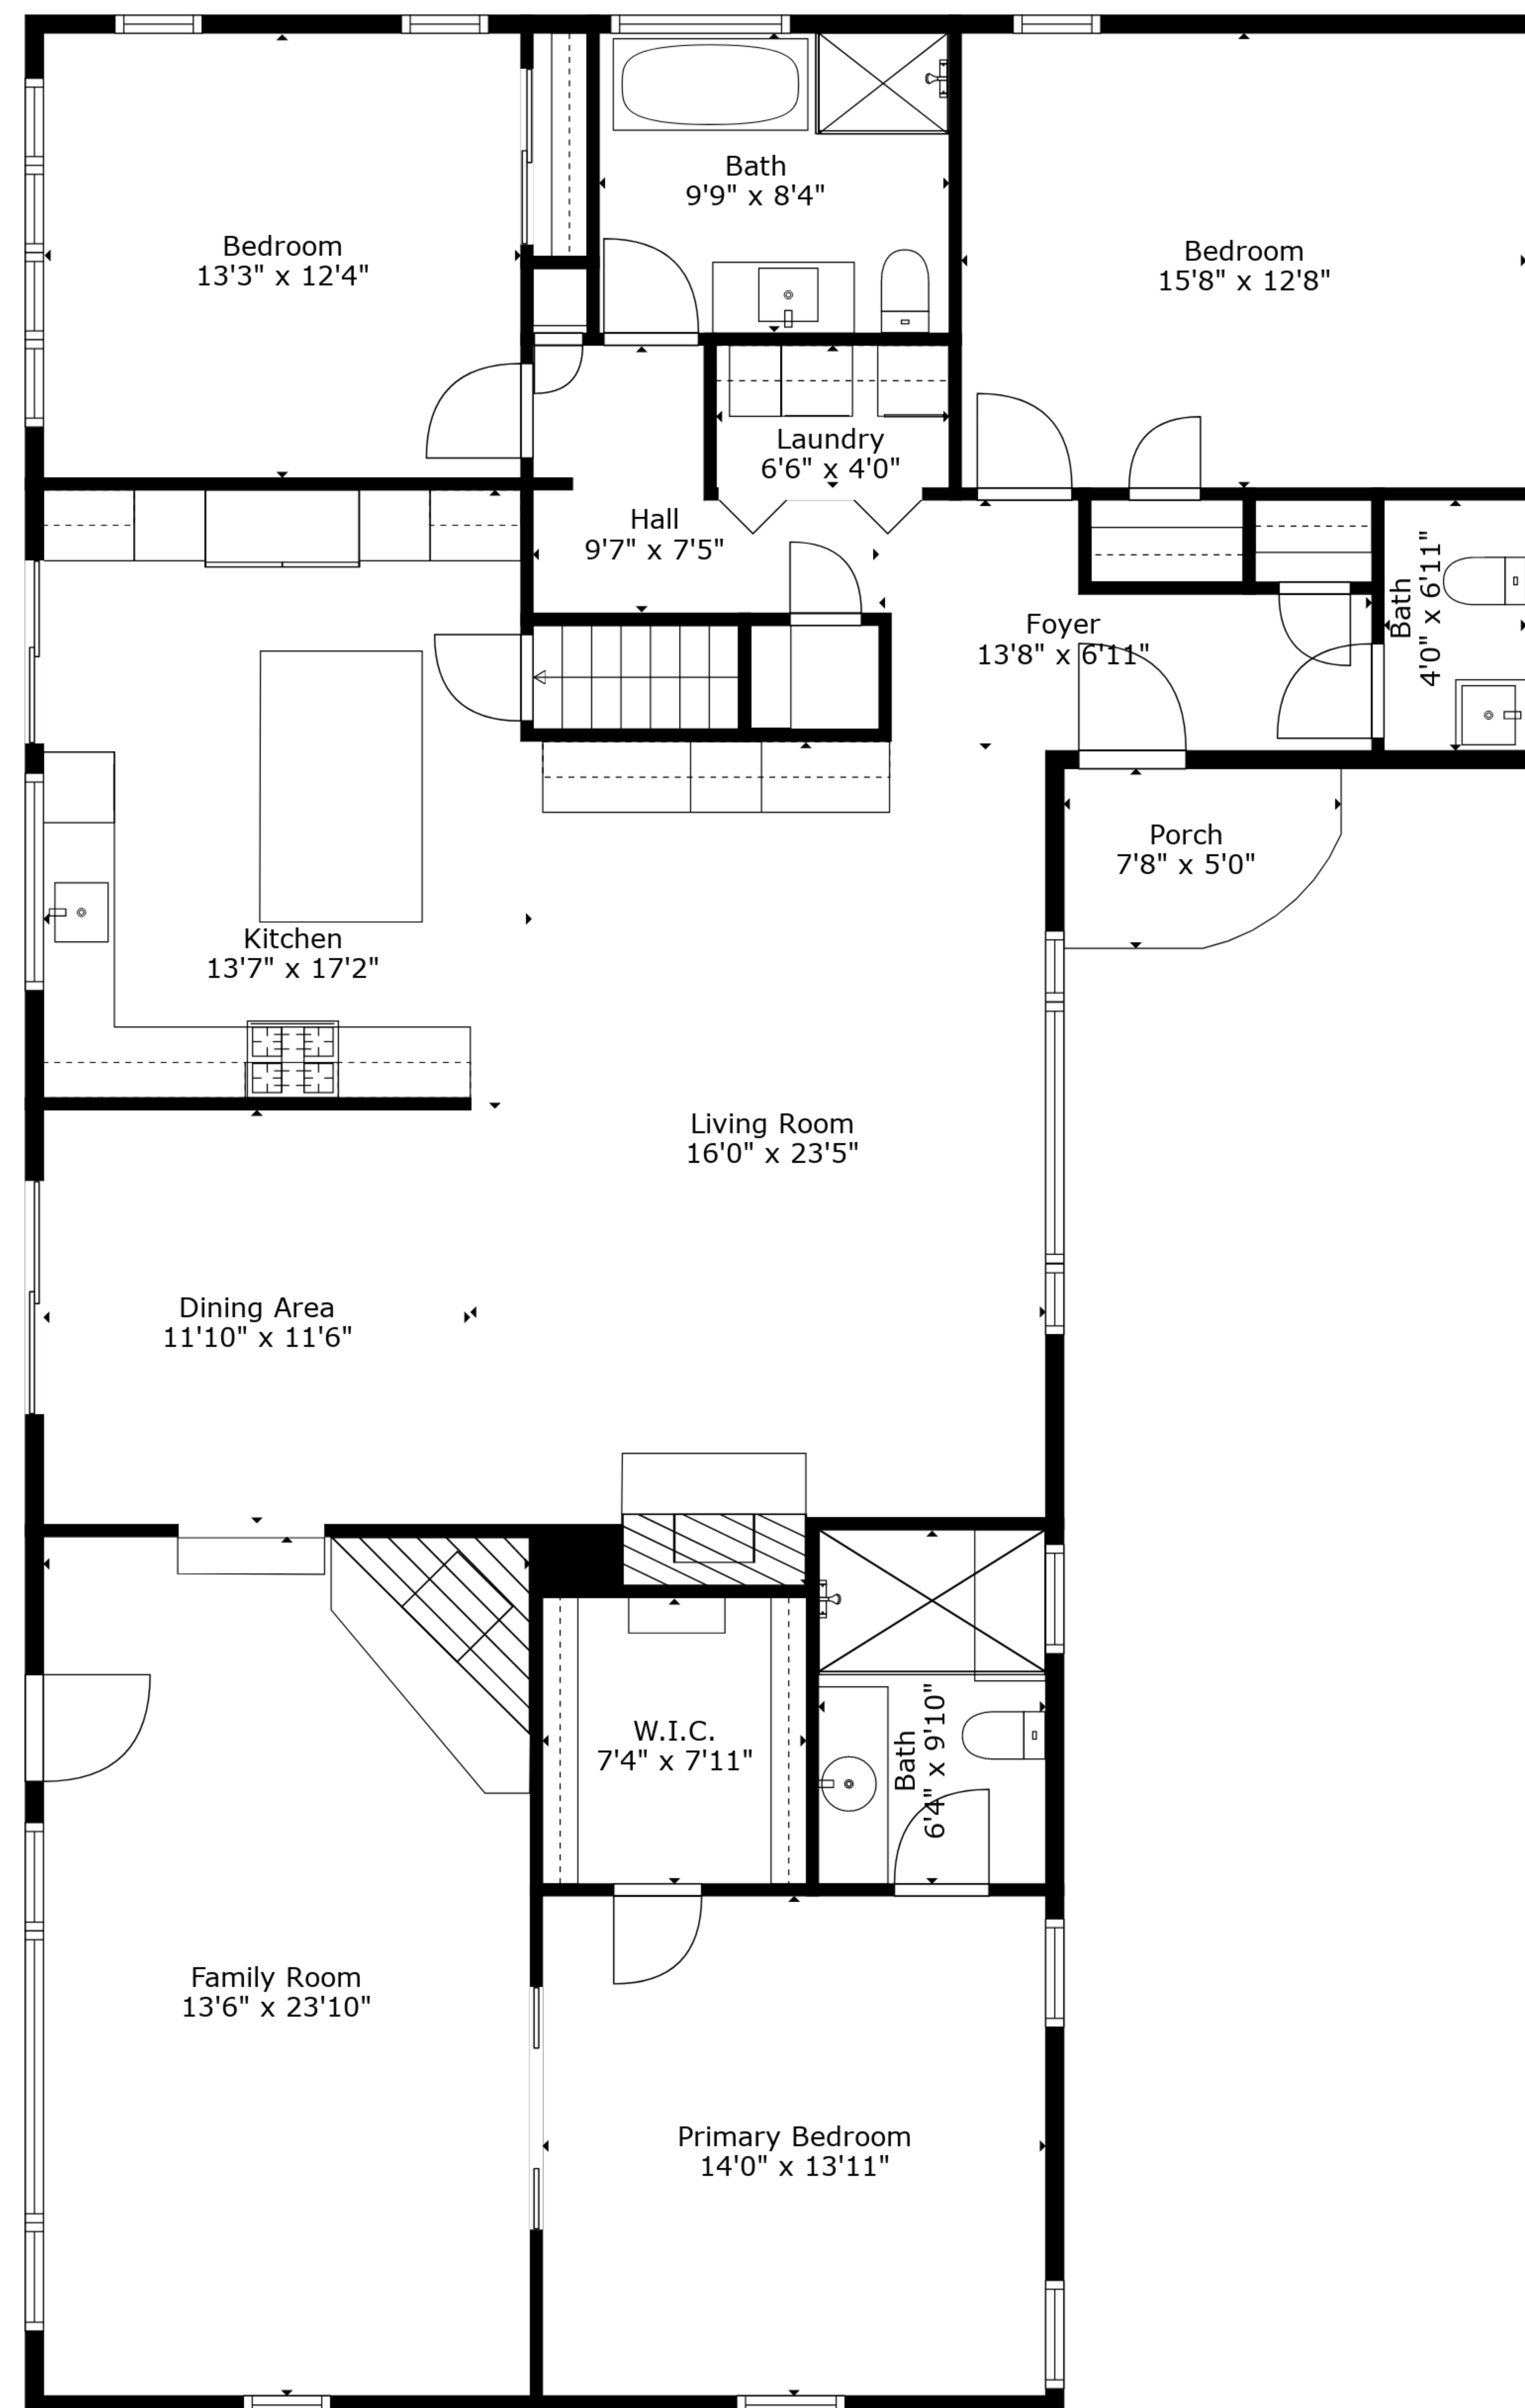 Bath
9'9" x 8'4"
Bedroom
13'3" x 12'4"
Bedroom
15'8" x 12'8"
Laundry
6'6" x 4'0"
Hall
9'7" x 7'5"
Bath
4'0" x 6'11"
Foyer
13'8" x 6'11"
Porch
7'8" x 5'0"
Kitchen
13'7" x 17'2"
Living Room
16'0" x 23'5"
Dining Area
11'10" x 11'6"
W.I.C.
7'4" x 7'11"
Bath
6'4" x 9'10"
Family Room
13'6" x 23'10"
Primary Bedroom
14'0" x 13'11"